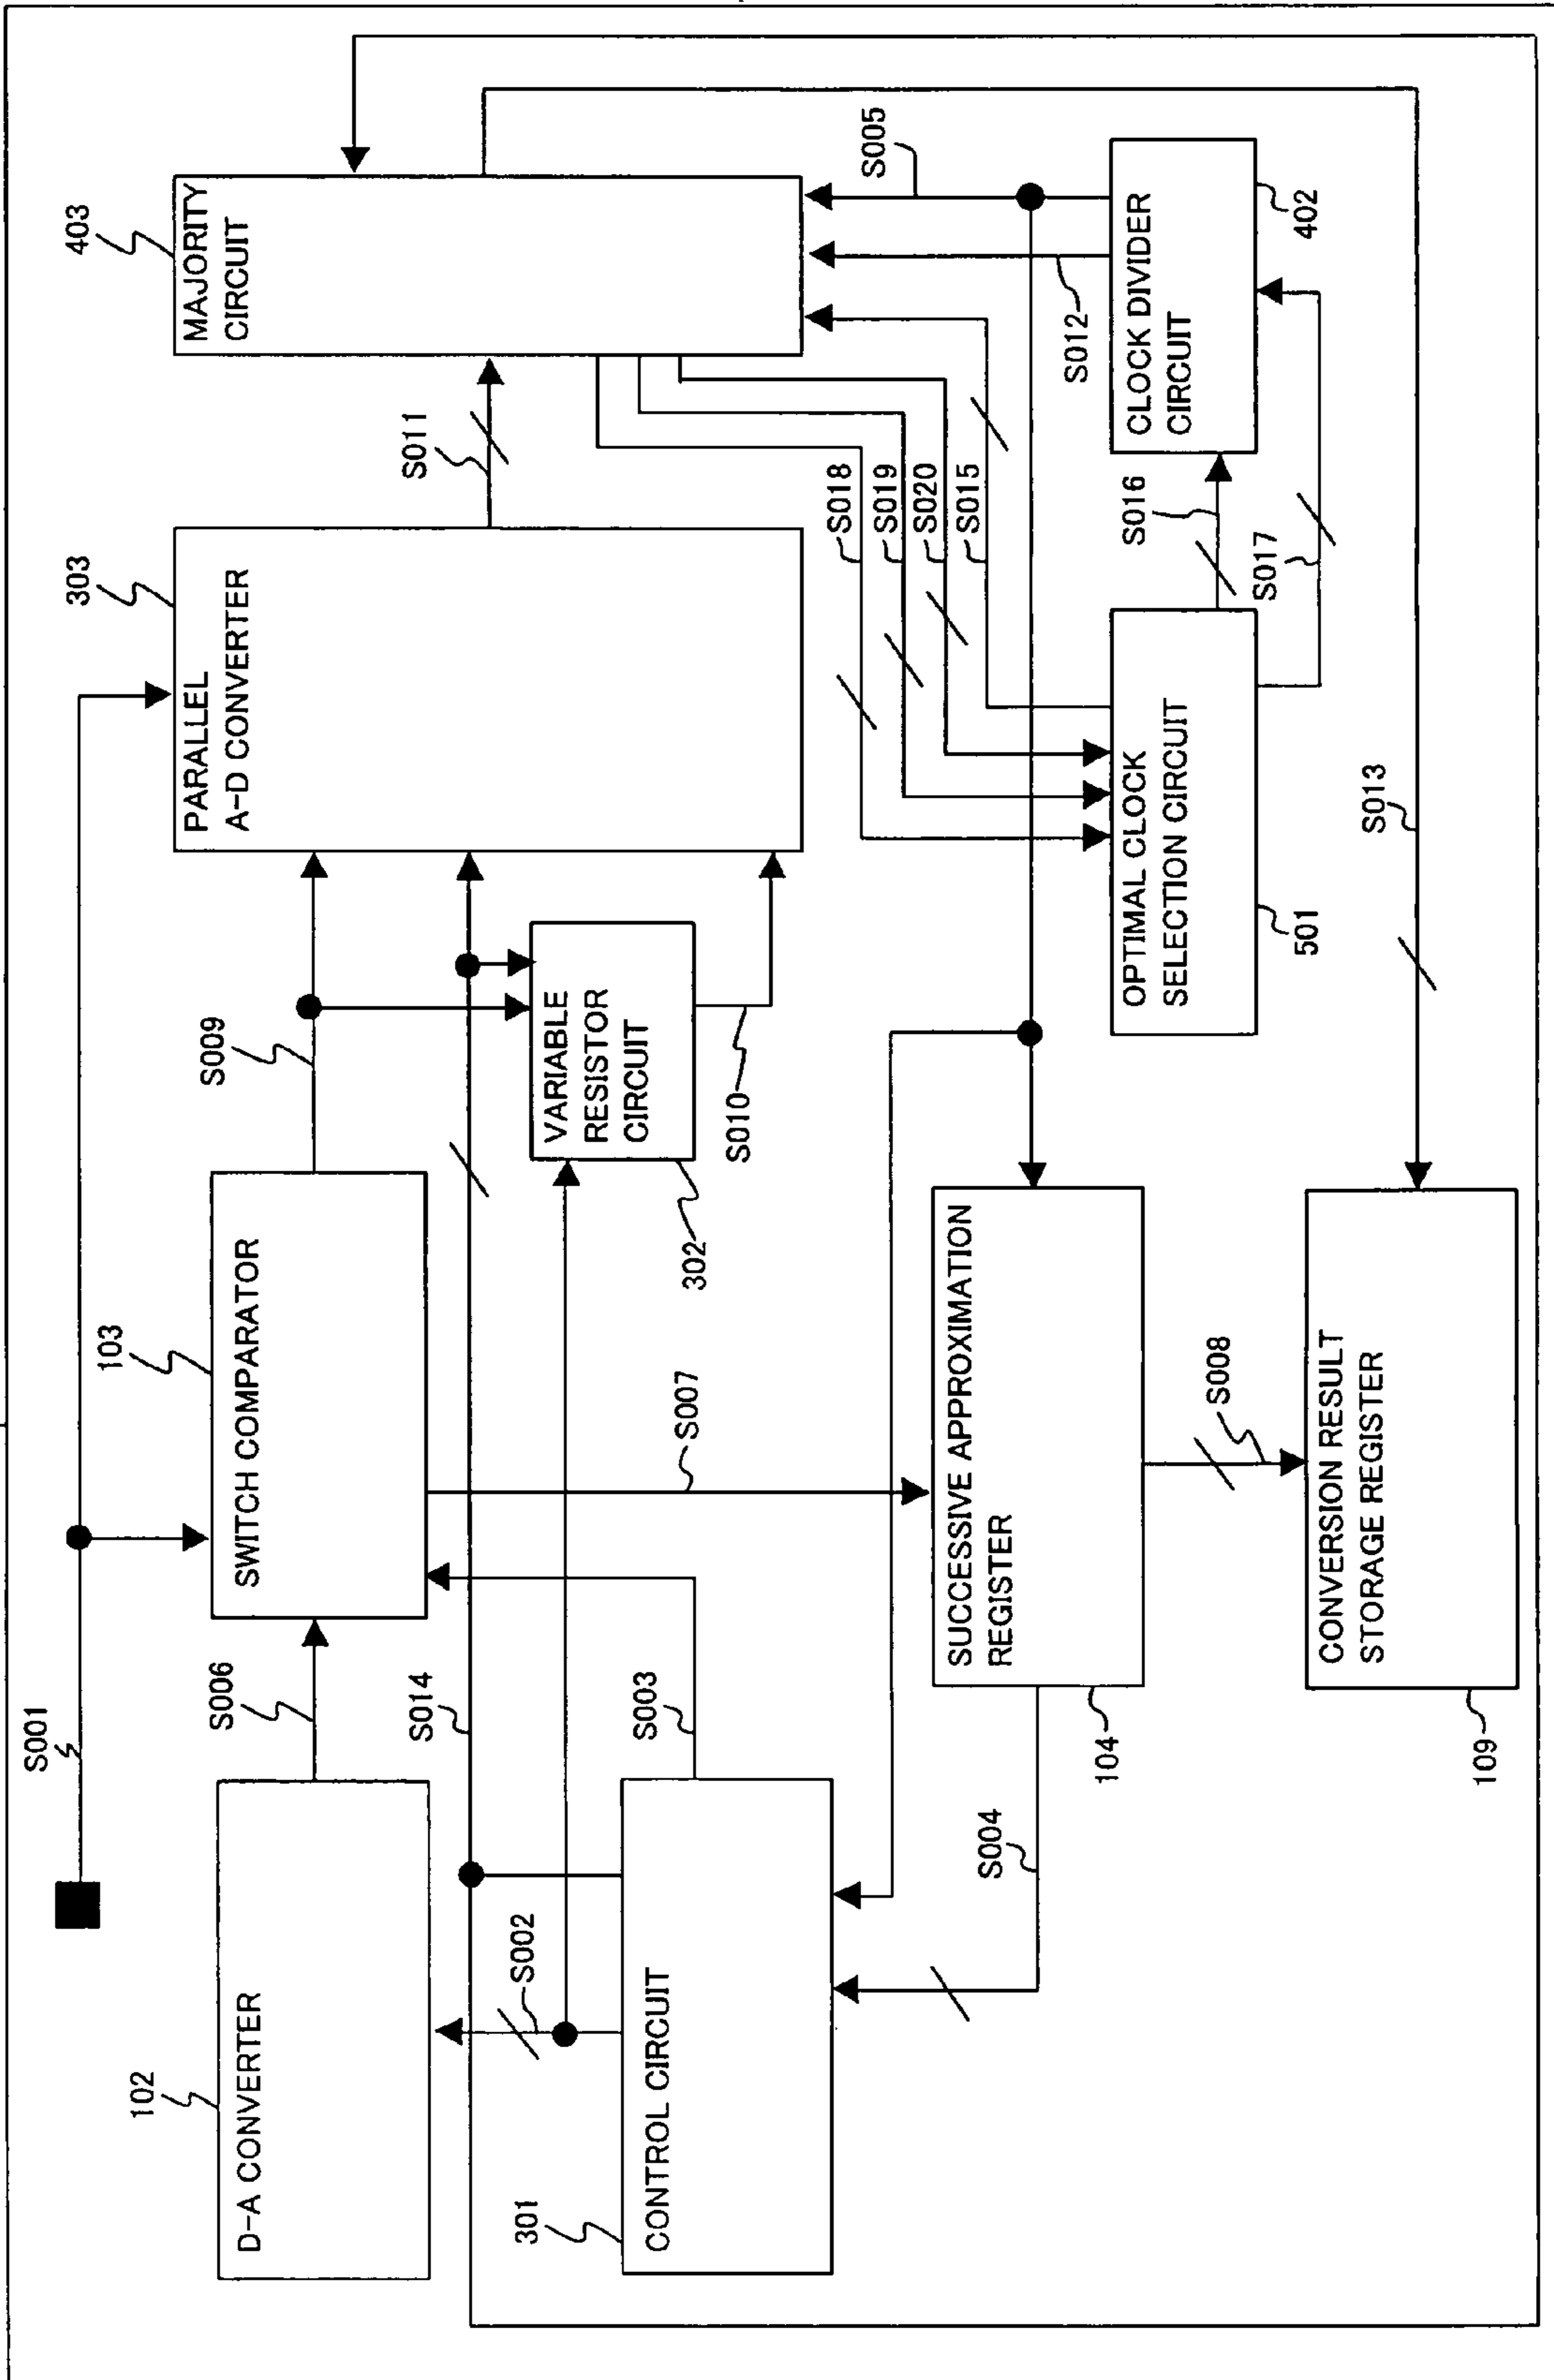 S001
102
D-A CONVERTER
S006
103
SWITCH COMPARATOR
S009
303
PARALLEL
A-D CONVERTER
S011
403
MAJORITY
CIRCUIT
S002
S014
301
CONTROL CIRCUIT
S003
S007
302
VARIABLE
RESISTOR
CIRCUIT
S010
S018
S019
S020
S015
S005
S012
S004
104
SUCCESSIVE APPROXIMATION
REGISTER
S008
501
OPTIMAL CLOCK
SELECTION CIRCUIT
S016
S017
402
CLOCK DIVIDER
CIRCUIT
109
CONVERSION RESULT
STORAGE REGISTER
S013